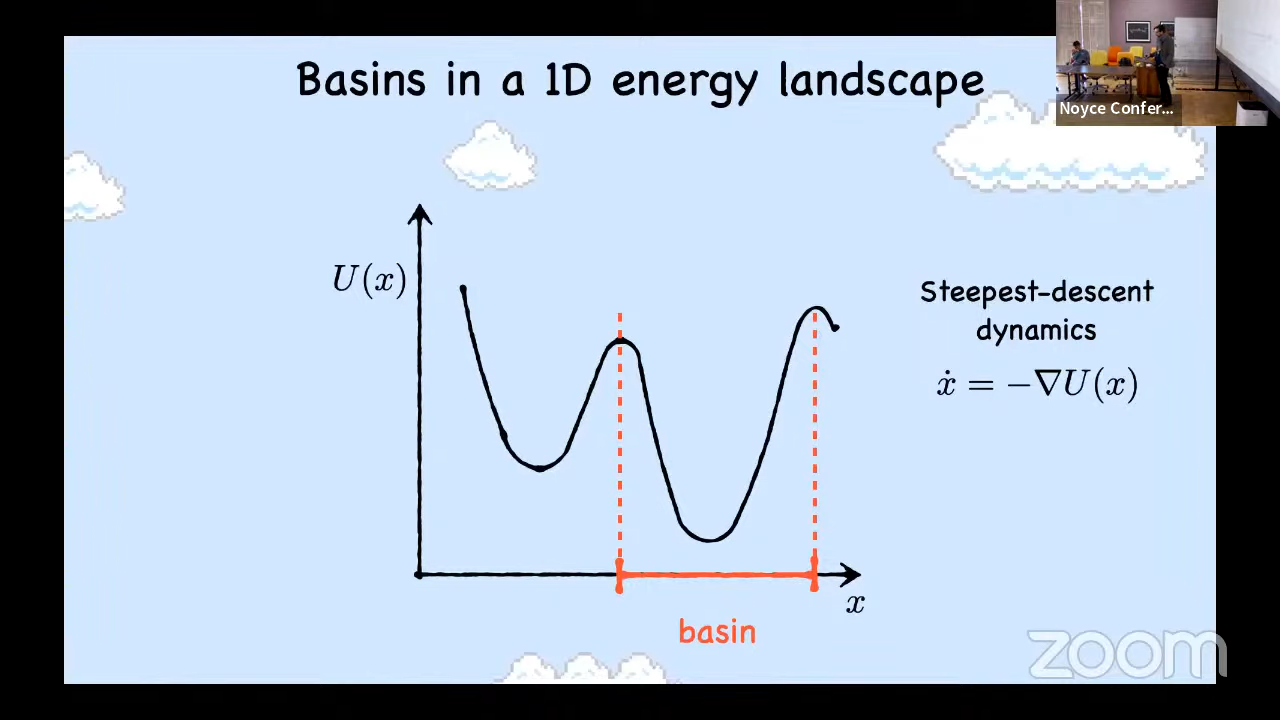 Basins in a 1D energy landscape
Noyce Confer...
U(x)
Steepest-descent
dynamics
ẋ = −∇U(x)
x
basin
zoom